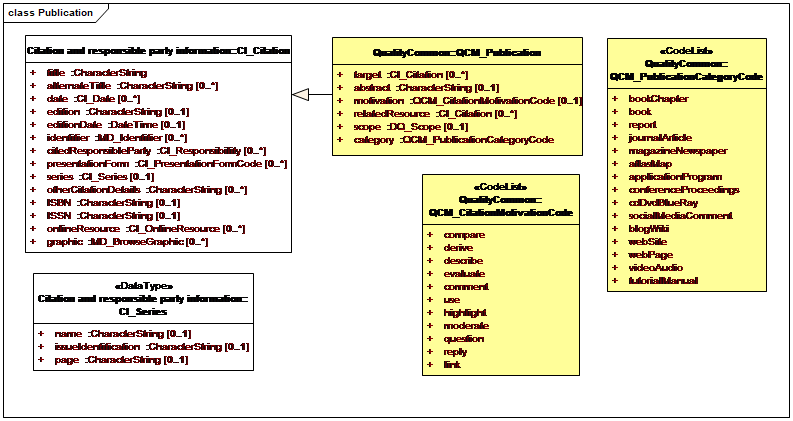 class Publication
Citation and responsible party information::CI_Citation
+ title :CharacterString
+ alternateTitle :CharacterString [0..*]
+ date :CI_Date [0..*]
+ edition :CharacterString [0..1]
+ editionDate :DateTime [0..1]
+ identifier :MD_Identifier [0..*]
+ citedResponsibleParty :CI_Responsibility [0..*]
+ presentationForm :CI_PresentationFormCode [0..*]
+ series :CI_Series [0..1]
+ otherCitationDetails :CharacterString [0..*]
+ ISBN :CharacterString [0..1]
+ ISSN :CharacterString [0..1]
+ onlineResource :CI_OnlineResource [0..*]
+ graphic :MD_BrowseGraphic [0..*]
«DataType»
Citation and responsible party information::
CI_Series
+ name :CharacterString [0..1]
+ issueIdentification :CharacterString [0..1]
+ page :CharacterString [0..1]
QualityCommon::QCM_Publication
+ target :CI_Citation [0..*]
+ abstract :CharacterString [0..1]
+ motivation :QCM_CitationMotivationCode [0..1]
+ relatedResource :CI_Citation [0..*]
+ scope :DQ_Scope [0..1]
+ category :QCM_PublicationCategoryCode
«CodeList»
QualityCommon::
QCM_CitationMotivationCode
+ compare
+ derive
+ describe
+ evaluate
+ comment
+ use
+ highlight
+ moderate
+ question
+ reply
+ link
«CodeList»
QualityCommon::
QCM_PublicationCategoryCode
+ bookChapter
+ book
+ report
+ journalArticle
+ magazineNewspaper
+ atlasMap
+ applicationProgram
+ conferenceProceedings
+ cdDvdBlueRay
+ socialMediaComment
+ blogWiki
+ webSite
+ webPage
+ videoAudio
+ tutorialManual